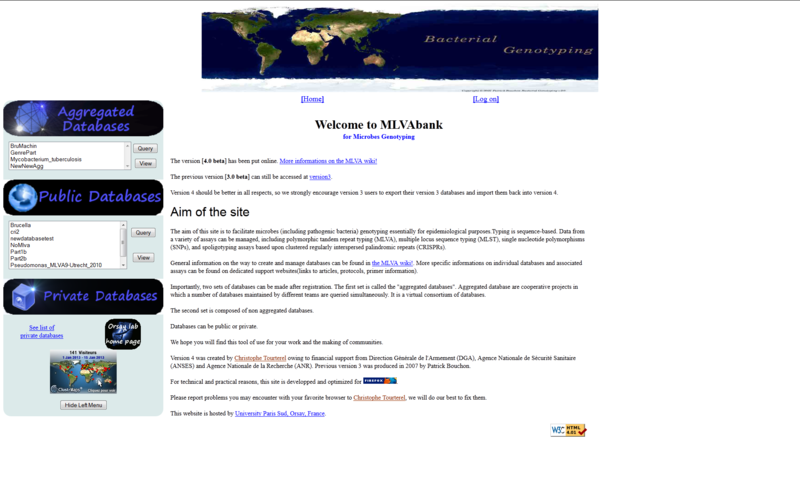 Bacterial
Genotyping
[Home]
[Log on]
Aggregated
Databases
BruMachin
GenrePart
Mycobacterium_tuberculosis
NewNewAgg
Query
View
Public Databases
Brucella
cri2
newdatabasetest
NoMlva
Part1b
Part2b
Pseudomonas_MLVA9-Utrecht_2010
Query
View
Private Databases
See list of
private databases
Orsay lab
home page
141 Visitors
ClustrMaps
Hide Left Menu
Welcome to MLVAbank
for Microbes Genotyping
The version [4.0 beta] has been put online. More informations on the MLVA wiki!
The previous version [3.0 beta] can still be accessed at version3.
Version 4 should be better in all respects, so we strongly encourage version 3 users to export their version 3 databases and import them back into version 4.
Aim of the site
The aim of this site is to facilitate microbes (including pathogenic bacteria) genotyping essentially for epidemiological purposes.Typing is sequence-based. Data from
a variety of assays can be managed, including polymorphic tandem repeat typing (MLVA), multiple locus sequence typing (MLST), single nucleotide polymorphisms
(SNPs), and spoligotyping assays based upon clustered regularly interspersed palindromic repeats (CRISPRs).
General information on the way to create and manage databases can be found in the MLVA wiki!. More specific informations on individual databases and associated
assays can be found on dedicated support websites(links to articles, protocols, primer information).
Importantly, two sets of databases can be made after registration. The first set is called the "aggregated databases". Aggregated database are cooperative projects in
which a number of databases maintained by different teams are queried simultaneously. It is a virtual consortium of databases.
The second set is composed of non aggregated databases.
Databases can be public or private.
We hope you will find this tool of use for your work and the making of communities.
Version 4 was created by Christophe Tourterel owing to financial support from Direction Générale de l'Armement (DGA), Agence Nationale de Sécurité Sanitaire
(ANSES) and Agence Nationale de la Recherche (ANR). Previous version 3 was produced in 2007 by Patrick Bouchon.
For technical and practical reasons, this site is developped and optimized for FIREFOX
Please report problems you may encounter with your favorite browser to Christophe Tourterel, we will do our best to fix them.
This website is hosted by Univeristy Paris Sud, Orsay, France.
W3C HTML 4.01